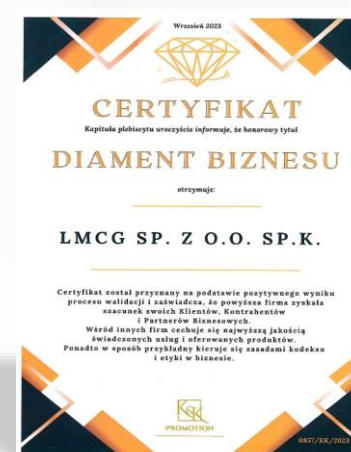 Wrzesień 2023
CERTYFIKAT
Kapituła plebiscytu uroczyście informuje, że honorowy tytuł
DIAMENT BIZNESU
otrzymuje:
LMCG SP. Z O.O. SP.K.
Certyfikat został przyznany na podstawie pozytywnego wyniku
procesu walidacji i zaświadcza, że powyższa firma zyskała
szacunek swoich Klientów, Kontrahentów
i Partnerów Biznesowych.
Wśród innych firm cechuje się najwyższą jakością
świadczonych usług i oferowanych produktów.
Ponadto w sposób przykładny kieruje się zasadami kodeksu
i etyki w biznesie.
PROMOTION
0857/KK/2023